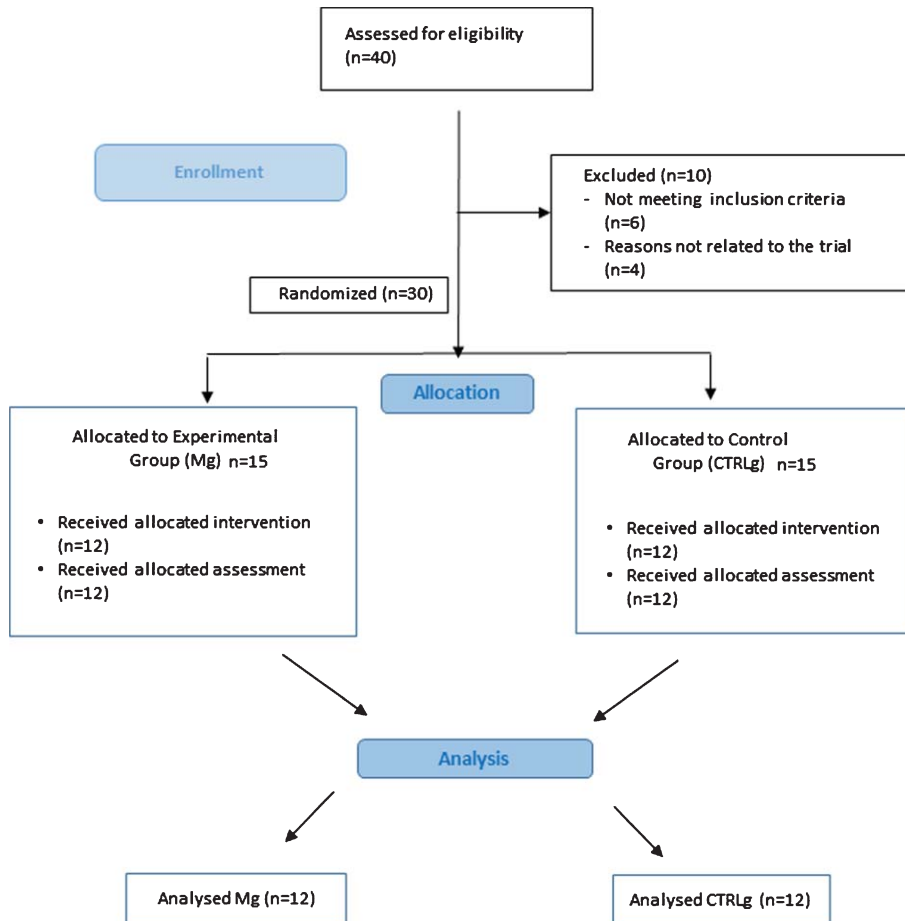 Assessed for eligibility
(n=40)
Enrollment
Excluded (n=10)
- Not meeting inclusion criteria
(n=6)
- Reasons not related to the trial
(n=4)
Randomized (n=30)
Allocation
Allocated to Experimental
Group (Mg) n=15
• Received allocated intervention
(n=12)
• Received allocated assessment
(n=12)
Allocated to Control
Group (CTRLg) n=15
• Received allocated intervention
(n=12)
• Received allocated assessment
(n=12)
Analysis
Analysed Mg (n=12)
Analysed CTRLg (n=12)